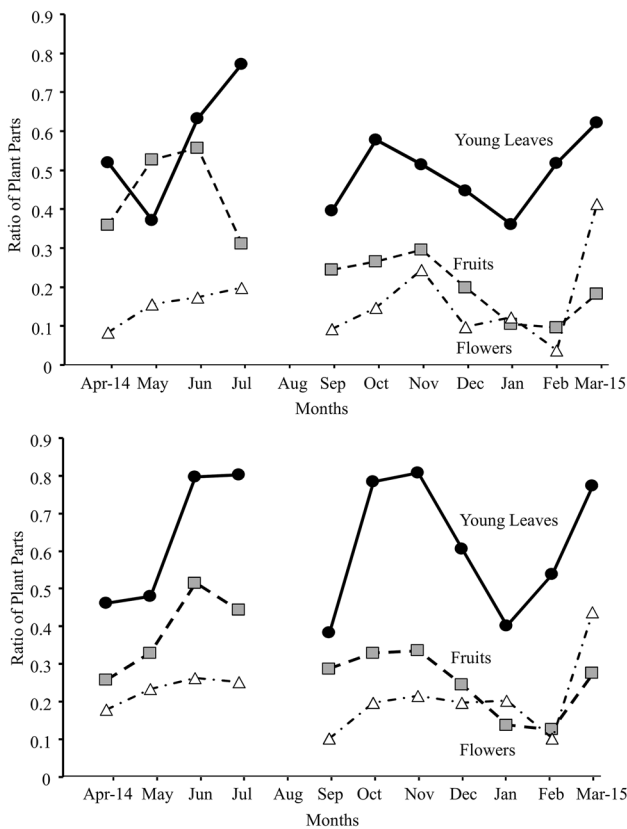 0.9
0.8
0.7
0.6
0.5
0.4
0.3
0.2
0.1
0
Ratio of Plant Parts
Young Leaves
Fruits
Flowers
Apr-14 May Jun Jul Aug Sep Oct Nov Dec Jan Feb Mar-15
Months
0.9
0.8
0.7
0.6
0.5
0.4
0.3
0.2
0.1
0
Ratio of Plant Parts
Young Leaves
Fruits
Flowers
Apr-14 May Jun Jul Aug Sep Oct Nov Dec Jan Feb Mar-15
Months